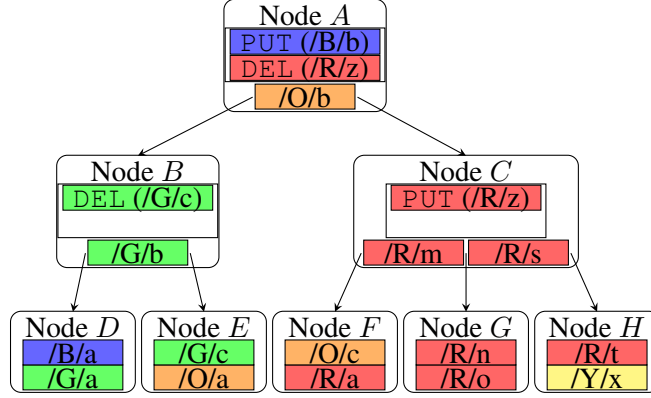 Node A
PUT (/B/b)
DEL (/R/z)
/O/b
Node B
DEL (/G/c)
/G/b
Node C
PUT (/R/z)
/R/m /R/s
Node D
/B/a
/G/a
Node E
/G/c
/O/a
Node F
/O/c
/R/a
Node G
/R/n
/R/o
Node H
/R/t
/Y/x